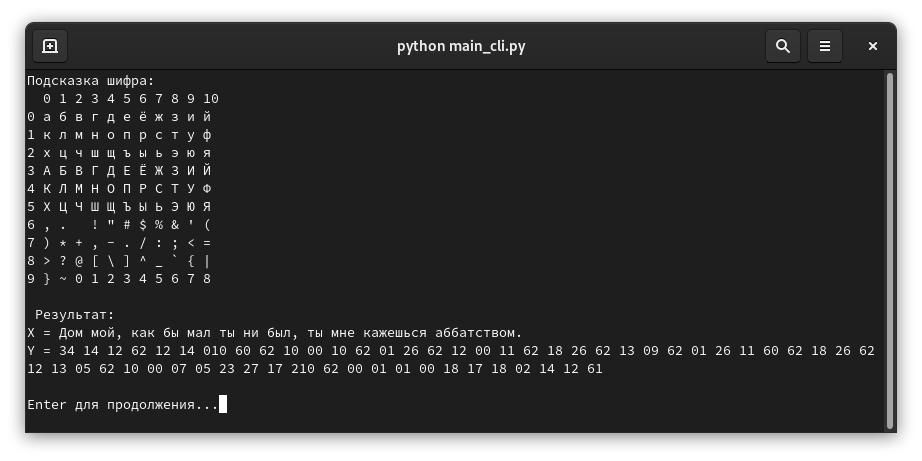 python main_cli.py
Подсказка шифра:
0 1 2 3 4 5 6 7 8 9 10
0 а б в г д е ё ж з и й
1 к л м н о п р с т у ф
2 х ц ч ш щ ъ ы ь э ю я
3 А Б В Г Д Е Ё Ж З И Й
4 К Л М Н О П Р С Т У Ф
5 Х Ц Ч Ш Щ Ъ Ы Ь Э Ю Я
6 , .   ! " # $ % & ' (
7 ) * + , - . / : ; < =
8 > ? @ [ \ ] ^ _ ` { |
9 } ~ 0 1 2 3 4 5 6 7 8
Результат:
X = Дом мой, как бы мал ты ни был, ты мне кажешься аббатством.
Y = 34 14 12 62 12 14 010 60 62 10 00 10 62 01 26 62 12 00 11 62 18 26 62 13 09 62 01 26 11 60 62 18 26 62
12 13 05 62 10 00 07 05 23 27 17 210 62 00 01 01 00 18 17 18 02 14 12 61
Enter для продолжения...